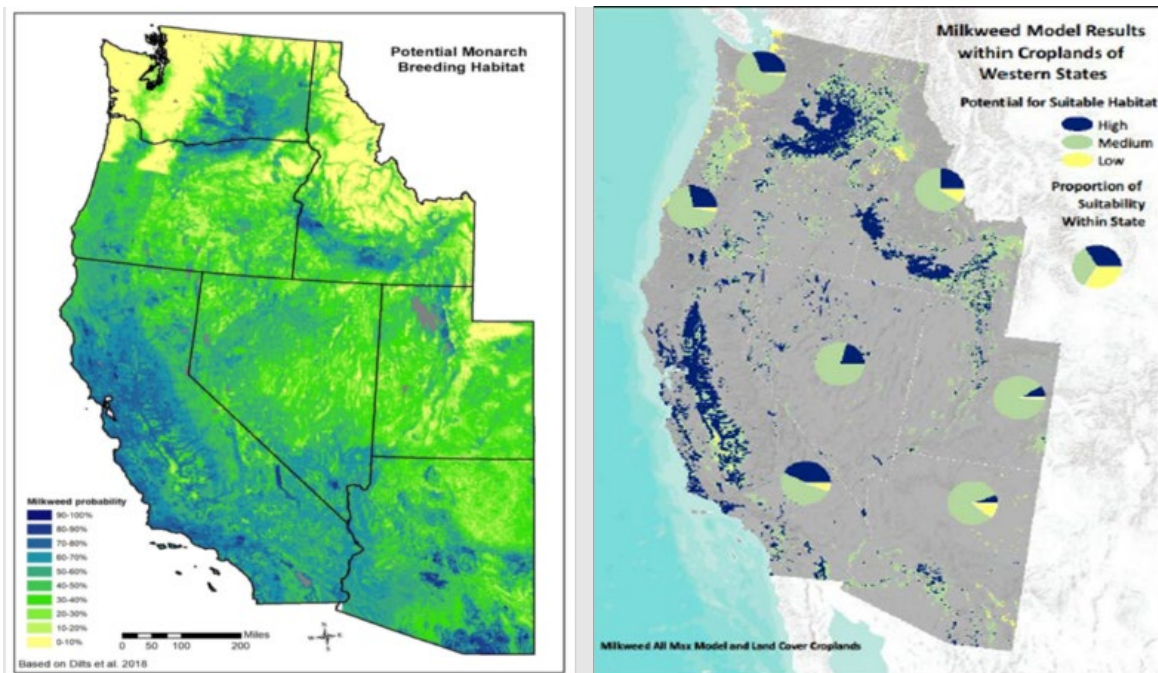 Potential Monarch
Breeding Habitat
Milkweed probability
90-100%
80-90%
70-80%
60-70%
50-60%
40-50%
30-40%
20-30%
10-20%
0-10%
0 50 100 200 Miles
N
W E
S
Based on Dilts et al. 2018
Milkweed Model Results
within Croplands of
Western States
Potential for Suitable Habitat
High
Medium
Low
Proportion of
Suitability
Within State
Milkweed All Max Model and Land Cover Croplands